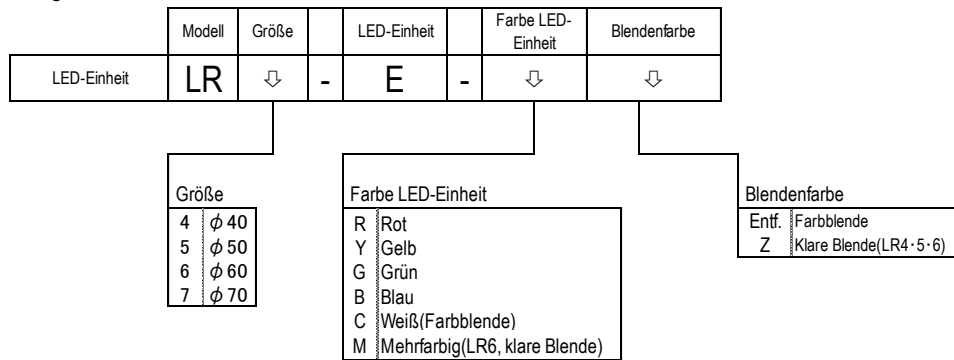 Modell Größe LED-Einheit Farbe LED-Einheit Blendenfarbe
LED-Einheit LR ⇩ - E - ⇩ ⇩
Größe
4 φ40
5 φ50
6 φ60
7 φ70
Farbe LED-Einheit
R Rot
Y Gelb
G Grün
B Blau
C Weiß(Farbblende)
M Mehrfarbig(LR6, klare Blende)
Blendenfarbe
Entf. Farbblende
Z Klare Blende(LR4·5·6)